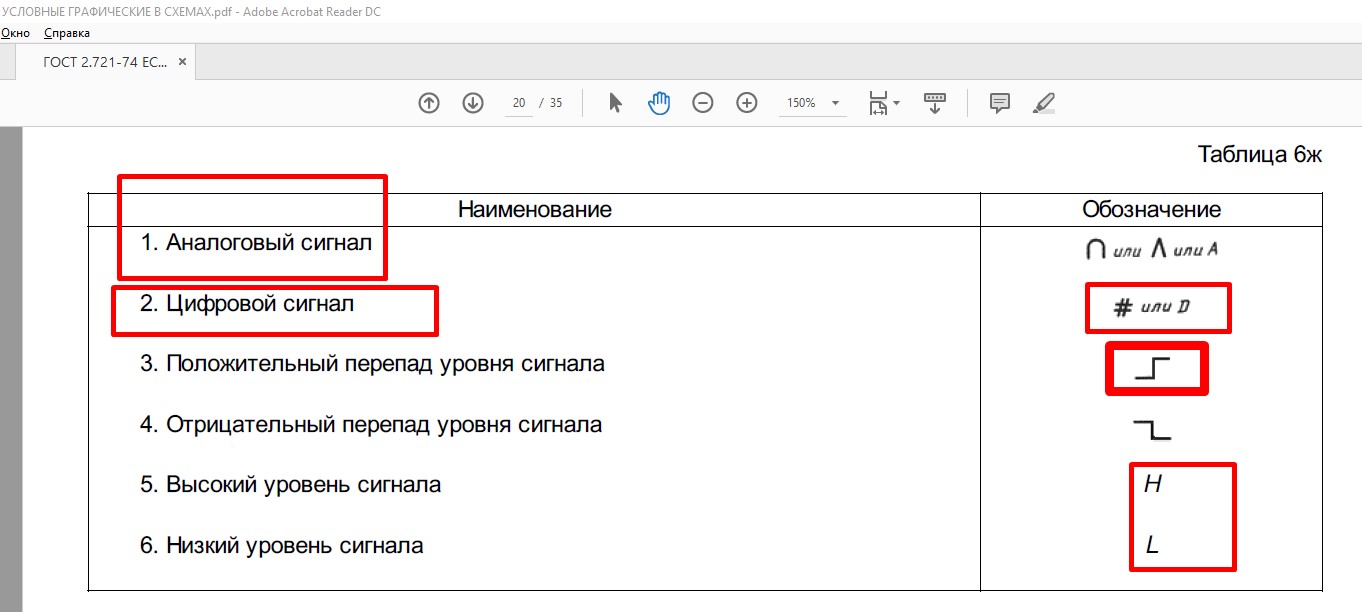 УСЛОВНЫЕ ГРАФИЧЕСКИЕ В СХЕМАХ.pdf - Adobe Acrobat Reader DC
Окно Справка
ГОСТ 2.721-74 ЕС... ×
20 / 35 150%
Таблица 6ж
Наименование Обозначение
1. Аналоговый сигнал ∩ или Λ или A
2. Цифровой сигнал # или D
3. Положительный перепад уровня сигнала
4. Отрицательный перепад уровня сигнала
5. Высокий уровень сигнала H
6. Низкий уровень сигнала L